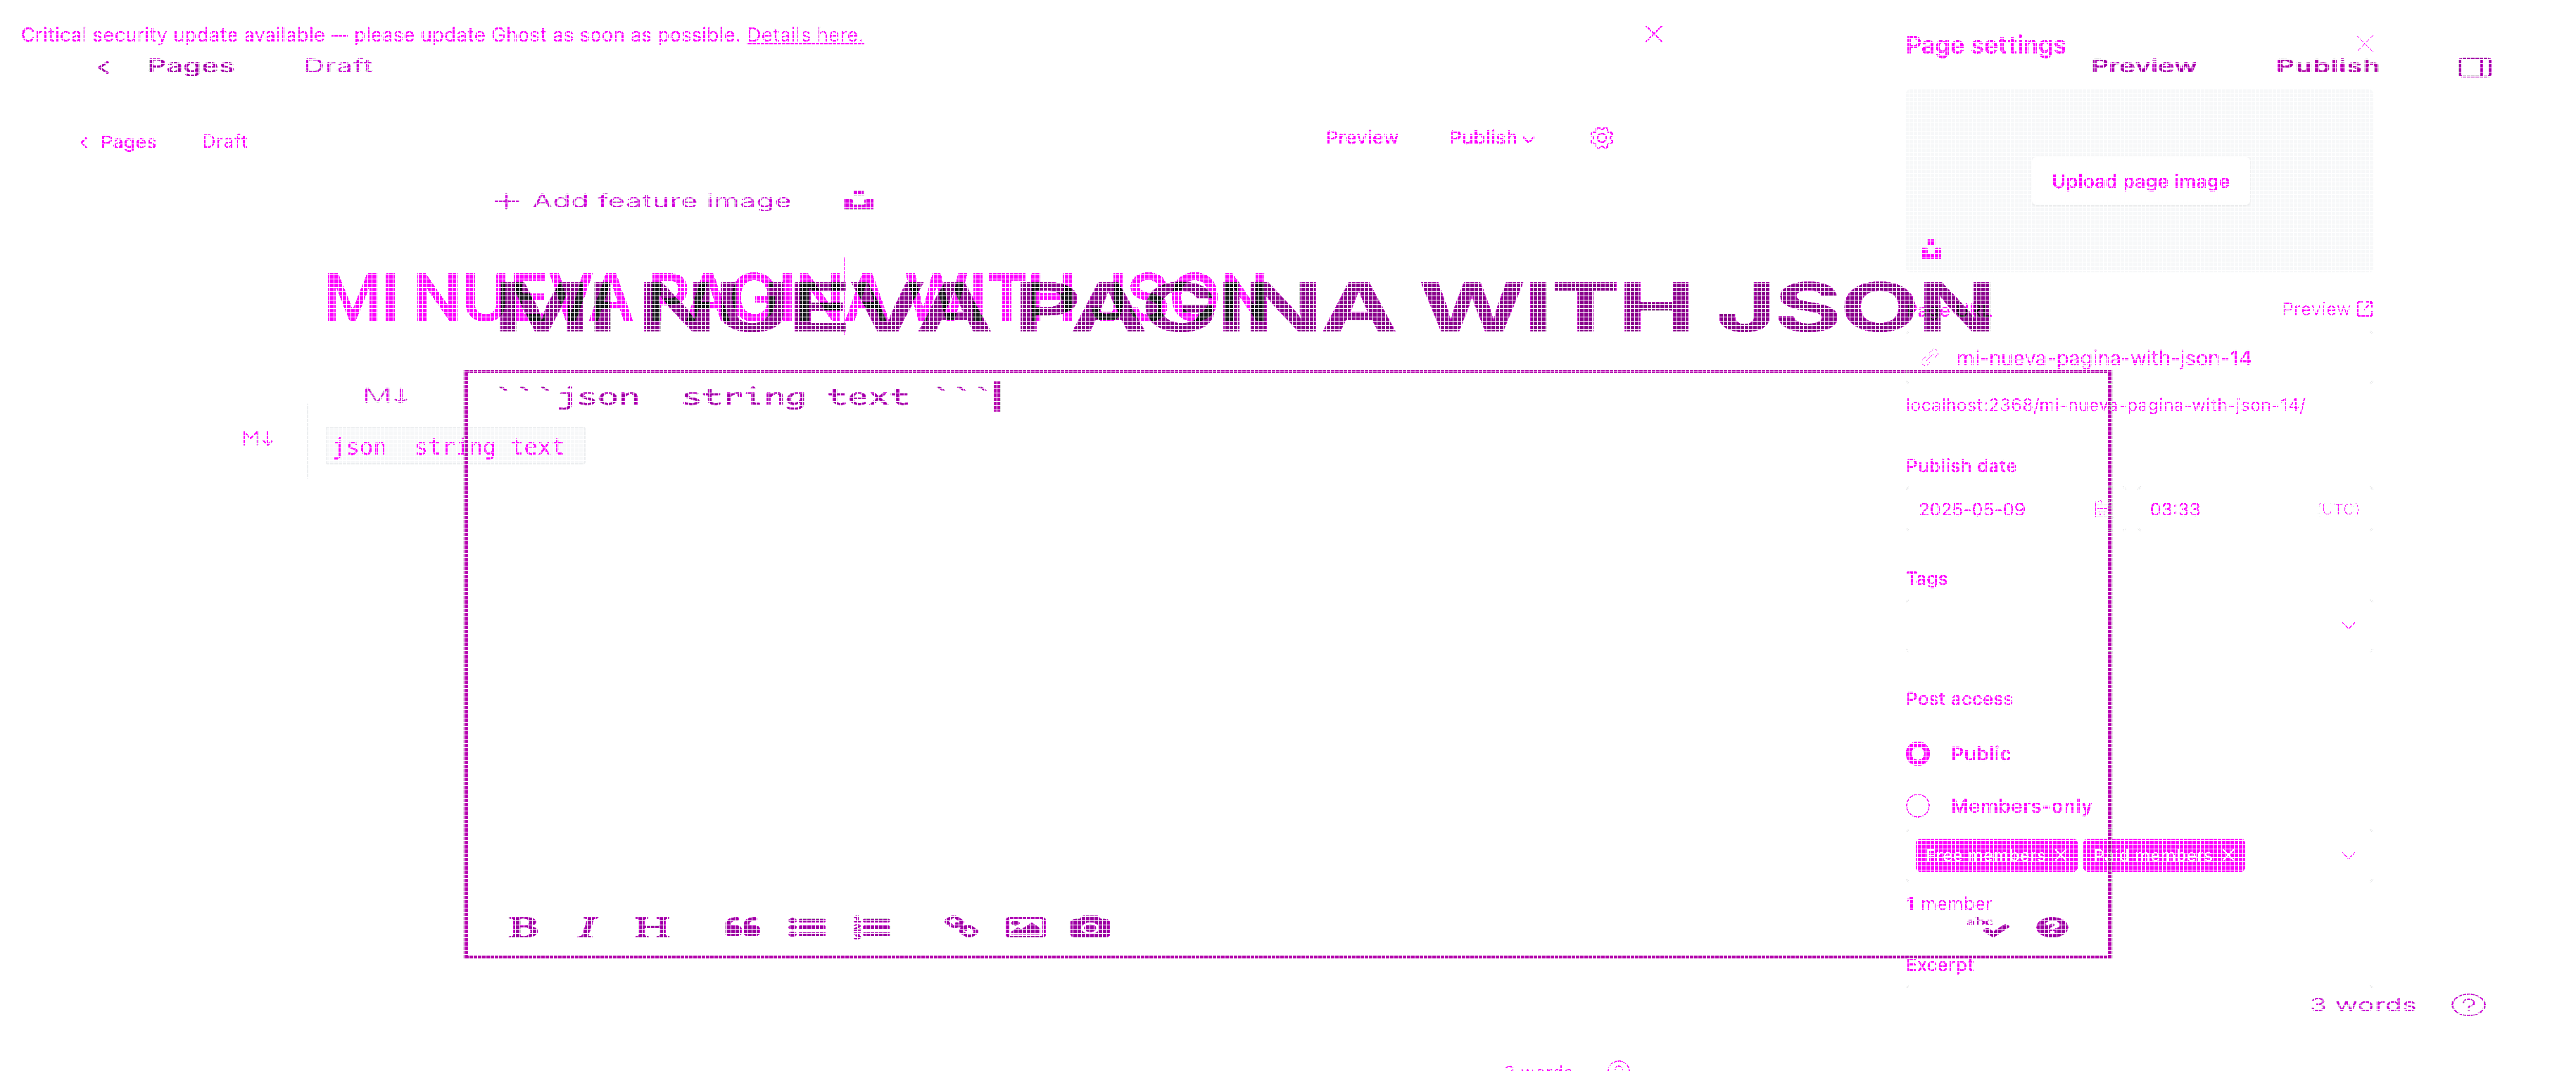 Critical security update available — please update Ghost as soon as possible. Details here.
Page settings
< Pages Draft
Preview Publish
< Pages Draft
Preview Publish
Upload page image
+ Add feature image
MI NUEVA PAGINA WITH JSON
MI NUEVA PAGINA WITH JSON
Preview
mi-nueva-pagina-with-json-14
M↓
```json string text ```
localhost:2368/mi-nueva-pagina-with-json-14/
M↓
json string text
Publish date
2025-05-09
03:33
(UTC)
Tags
Post access
Public
Members-only
Free members ×
Paid members ×
1 member
B I H
abc
Excerpt
3 words
?